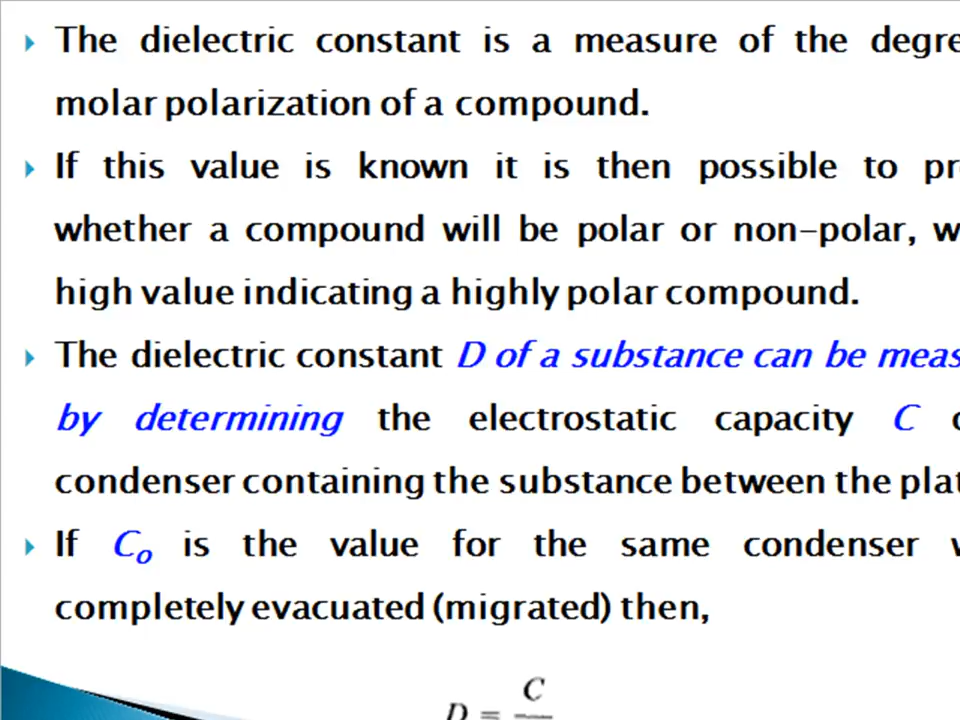 The dielectric constant is a measure of the degre
molar polarization of a compound.
If this value is known it is then possible to pr
whether a compound will be polar or non-polar, w
high value indicating a highly polar compound.
The dielectric constant D of a substance can be meas
by determining the electrostatic capacity C
condenser containing the substance between the plat
If Co is the value for the same condenser w
completely evacuated (migrated) then,
D = C